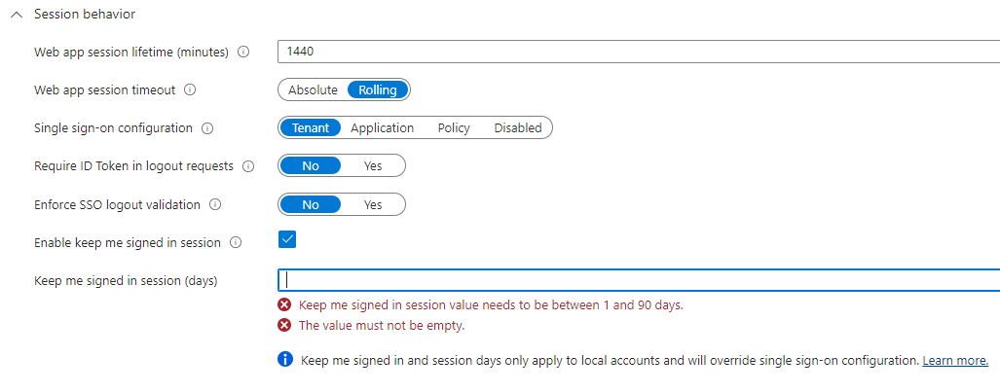 Session behavior
Web app session lifetime (minutes) 1440
Web app session timeout Absolute Rolling
Single sign-on configuration Tenant Application Policy Disabled
Require ID Token in logout requests No Yes
Enforce SSO logout validation No Yes
Enable keep me signed in session
Keep me signed in session (days)
Keep me signed in session value needs to be between 1 and 90 days.
The value must not be empty.
Keep me signed in and session days only apply to local accounts and will override single sign-on configuration. Learn more.